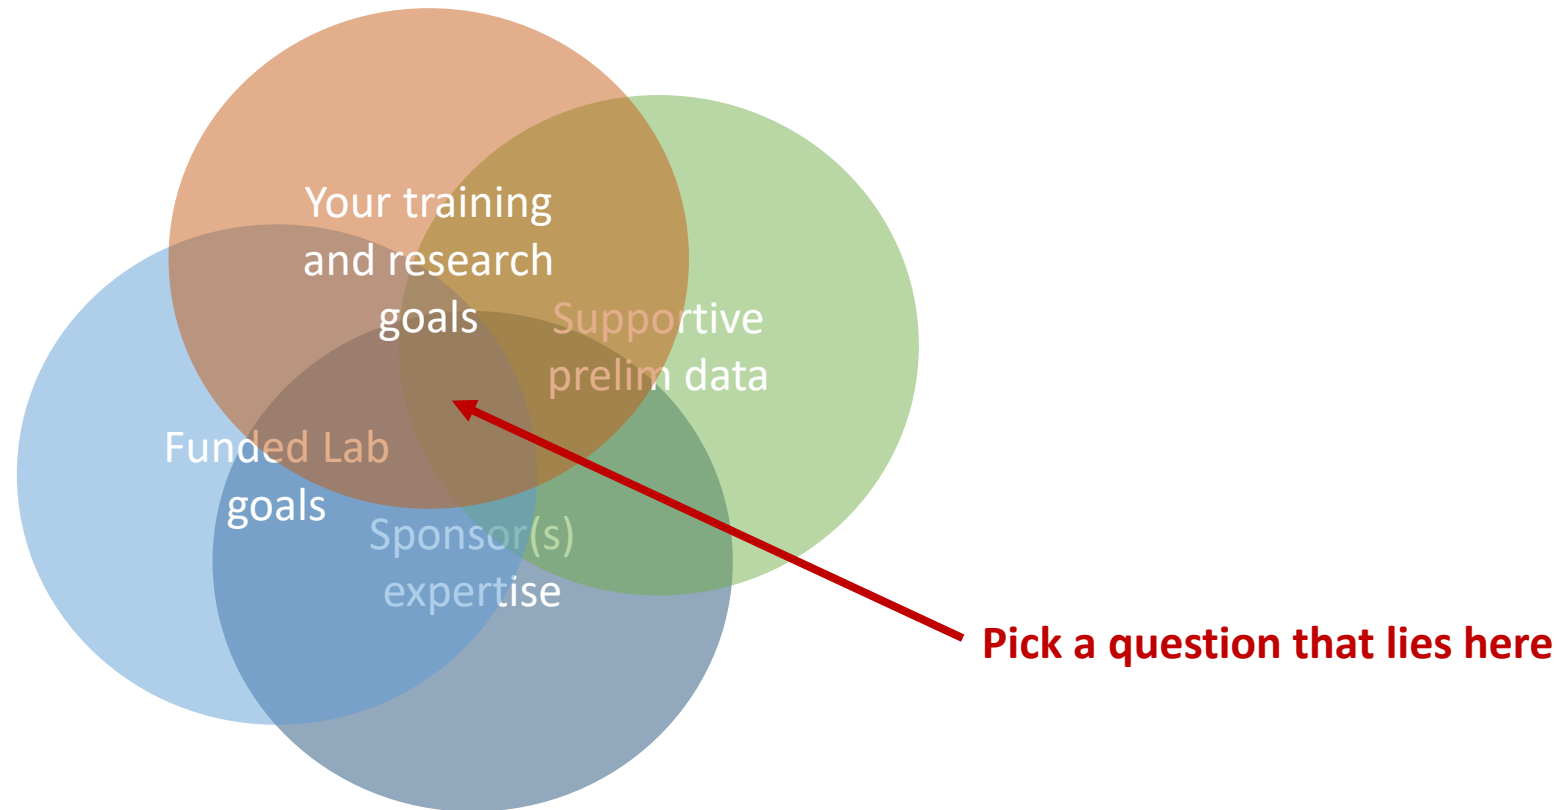 Your training
and research
goals
Supportive
prelim data
Funded Lab
goals
Sponsor(s)
expertise
Pick a question that lies here